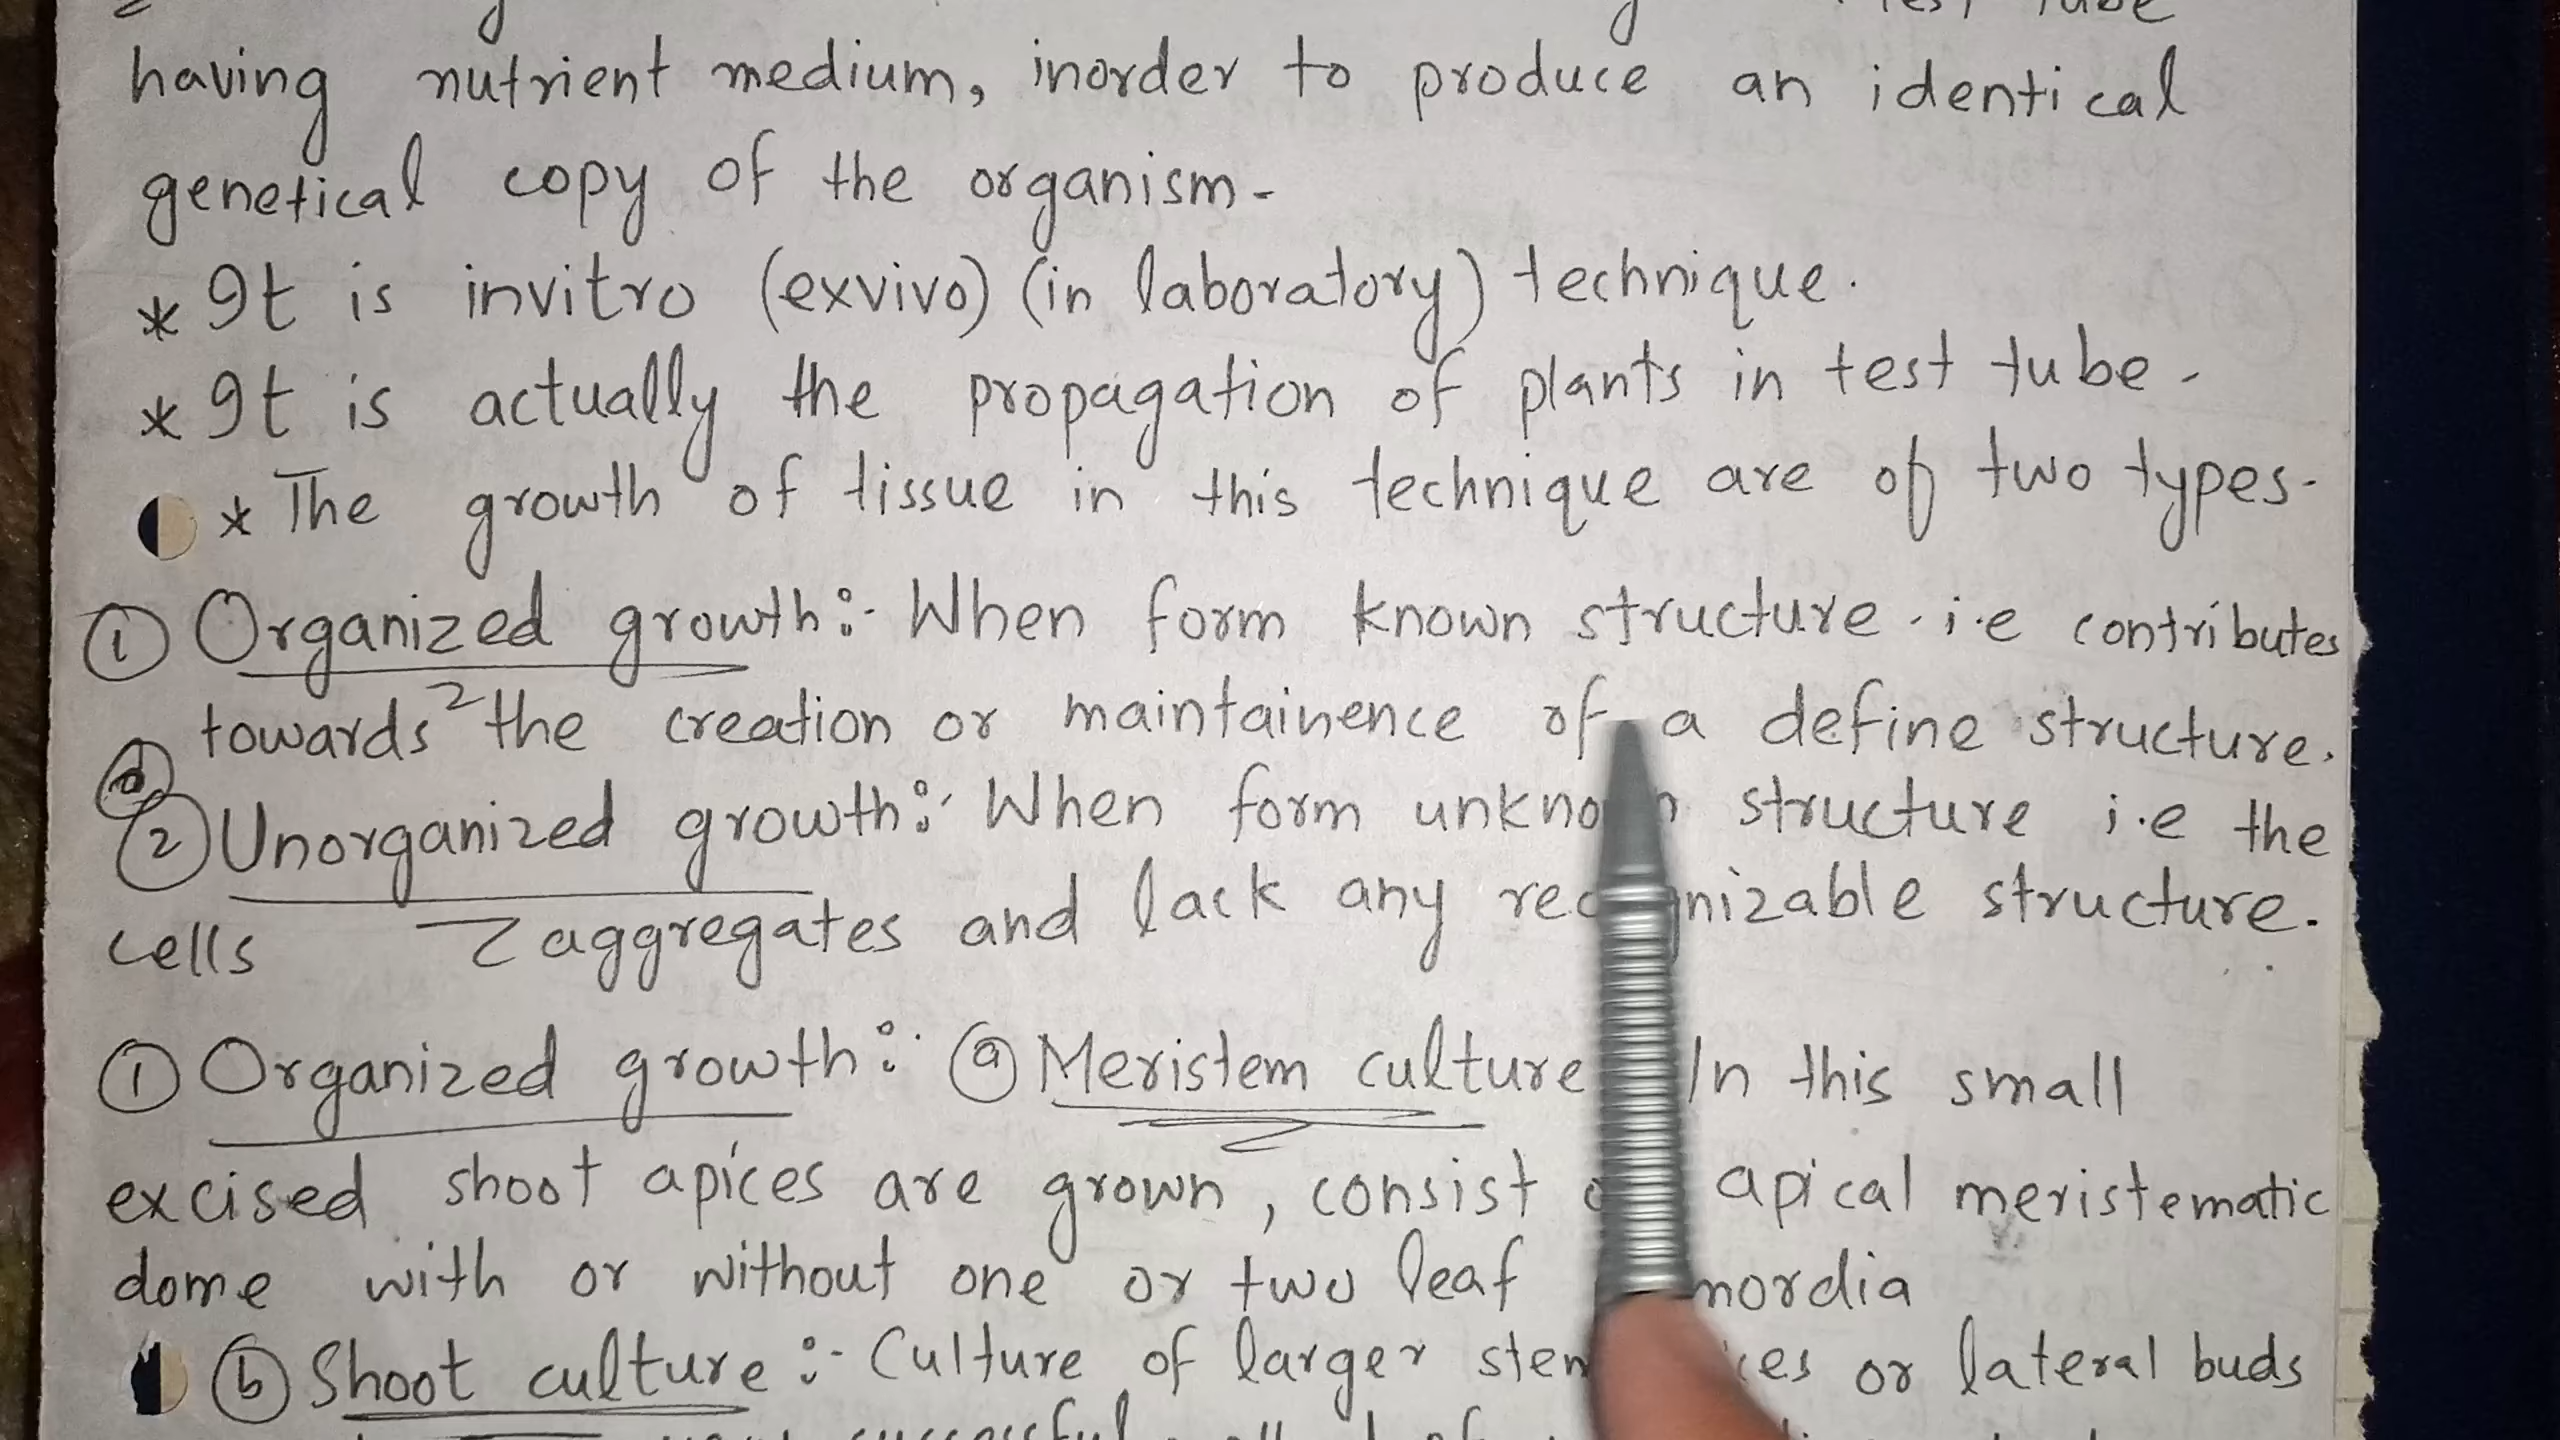 Test tube
having nutrient medium, inorder to produce an identical
genetical copy of the organism-
* It is invitro (exvivo) (in laboratory) technique.
* It is actually the propagation of plants in test tube-
* The growth of tissue in this technique are of two types-
① Organized growth:- When form known structure. i.e contributes
towards the creation or maintainence of a define structure.
② Unorganized growth:- When form unknown structure i.e the
cells aggregates and lack any recognizable structure.
① Organized growth:- ⓐ Meristem culture In this small
excised shoot apices are grown, consist apical meristematic
dome with or without one or two leaf
ⓑ Shoot culture:- Culture of larger or lateral buds
successful